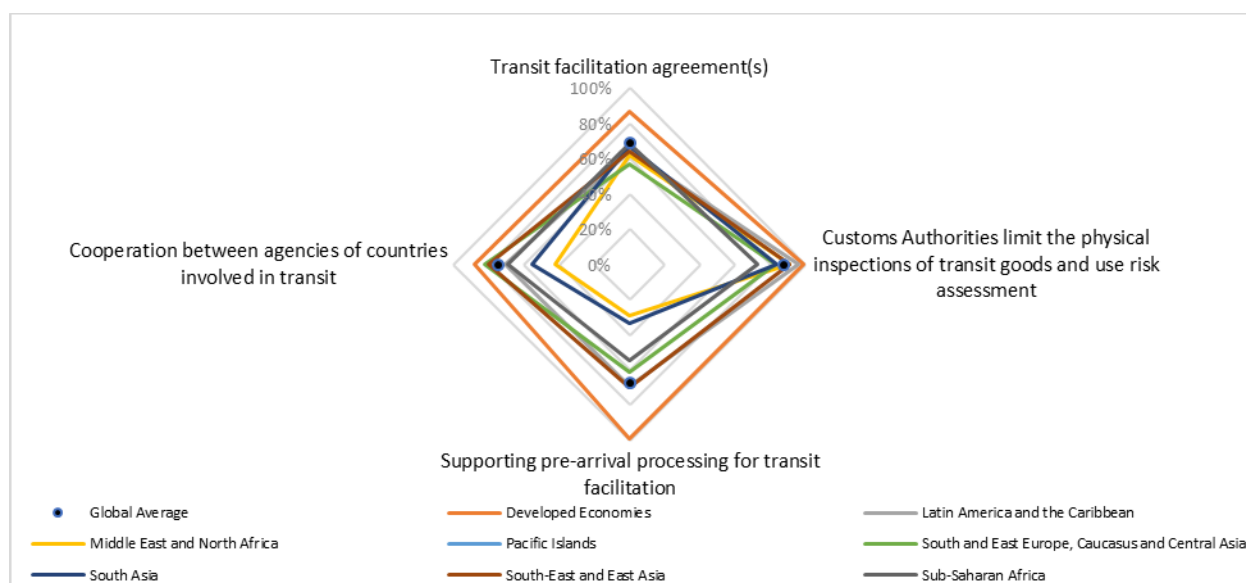 Transit facilitation agreement(s)
100%
80%
60%
40%
20%
0%
Cooperation between agencies of countries
involved in transit
Customs Authorities limit the physical
inspections of transit goods and use risk
assessment
Supporting pre-arrival processing for transit
facilitation
Global Average
Developed Economies
Latin America and the Caribbean
Middle East and North Africa
Pacific Islands
South and East Europe, Caucasus and Central Asia
South Asia
South-East and East Asia
Sub-Saharan Africa